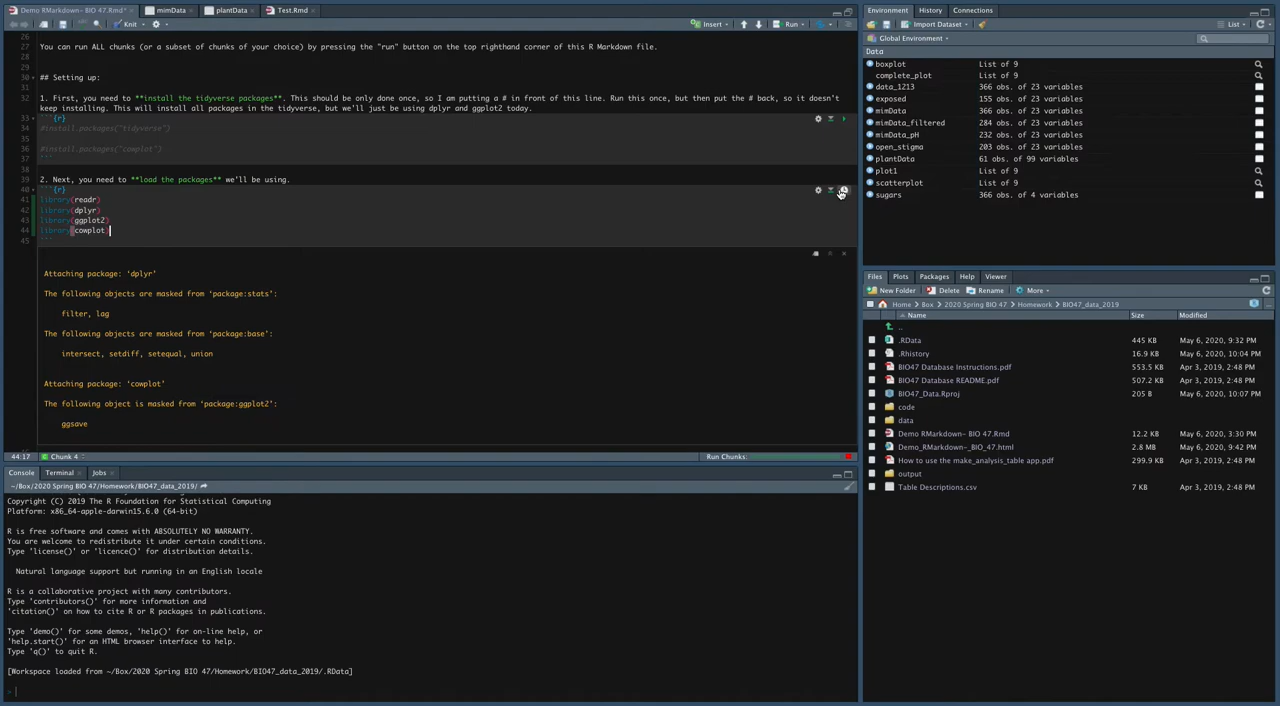 Demo RMarkdown~ BIO 47.Rmd*
mimData
plantData
Test.Rmd
Knit
Insert
Run
26
27 You can run ALL chunks (or a subset of chunks of your choice) by pressing the "run" button on the top righthand corner of this R Markdown file.
28
29
30 ## Setting up:
31
32 1. First, you need to **install the tidyverse packages**. This should be only done once, so I am putting a # in front of this line. Run this once, but then put the # back, so it doesn't
keep installing. This will install all packages in the tidyverse, but we'll just be using dplyr and ggplot2 today.
33 ```{r}
34 #install.packages("tidyverse")
35
36 #install.packages("cowplot")
37 ```
38
39 2. Next, you need to **load the packages** we'll be using.
40 ```{r}
41 library(readr)
42 library(dplyr)
43 library(ggplot2)
44 library(cowplot)
45 ```
Attaching package: ‘dplyr’
The following objects are masked from ‘package:stats’:
filter, lag
The following objects are masked from ‘package:base’:
intersect, setdiff, setequal, union
Attaching package: ‘cowplot’
The following object is masked from ‘package:ggplot2’:
ggsave
44:17 Chunk 4 Run Chunks:
Console Terminal Jobs
~/Box/2020 Spring BIO 47/Homework/BIO47_data_2019/
Copyright (C) 2019 The R Foundation for Statistical Computing
Platform: x86_64-apple-darwin15.6.0 (64-bit)
R is free software and comes with ABSOLUTELY NO WARRANTY.
You are welcome to redistribute it under certain conditions.
Type 'license()' or 'licence()' for distribution details.
Natural language support but running in an English locale
R is a collaborative project with many contributors.
Type 'contributors()' for more information and
'citation()' on how to cite R or R packages in publications.
Type 'demo()' for some demos, 'help()' for on-line help, or
'help.start()' for an HTML browser interface to help.
Type 'q()' to quit R.
[Workspace loaded from ~/Box/2020 Spring BIO 47/Homework/BIO47_data_2019/.RData]
>
Environment History Connections
Import Dataset List
Global Environment
Data
boxplot List of 9
complete_plot List of 9
data_1213 366 obs. of 23 variables
exposed 155 obs. of 23 variables
mimData 366 obs. of 23 variables
mimData_filtered 284 obs. of 23 variables
mimData_pH 232 obs. of 23 variables
open_stigma 203 obs. of 23 variables
plantData 61 obs. of 99 variables
plot1 List of 9
scatterplot List of 9
sugars 366 obs. of 4 variables
Files Plots Packages Help Viewer
New Folder Delete Rename More
Home Box 2020 Spring BIO 47 Homework BIO47_data_2019
Name Size Modified
..
.RData 445 KB May 6, 2020, 9:32 PM
.Rhistory 16.9 KB May 6, 2020, 10:04 PM
BIO47 Database Instructions.pdf 553.5 KB Apr 3, 2019, 2:48 PM
BIO47 Database README.pdf 507.2 KB Apr 3, 2019, 2:48 PM
BIO47_Data.Rproj 205 B May 6, 2020, 10:07 PM
code
data
Demo RMarkdown~ BIO 47.Rmd 12.2 KB May 6, 2020, 3:30 PM
Demo_RMarkdown~_BIO_47.html 2.8 MB May 6, 2020, 9:42 PM
How to use the make_analysis_table app.pdf 299.9 KB Apr 3, 2019, 2:48 PM
output
Table Descriptions.csv 7 KB Apr 3, 2019, 2:48 PM